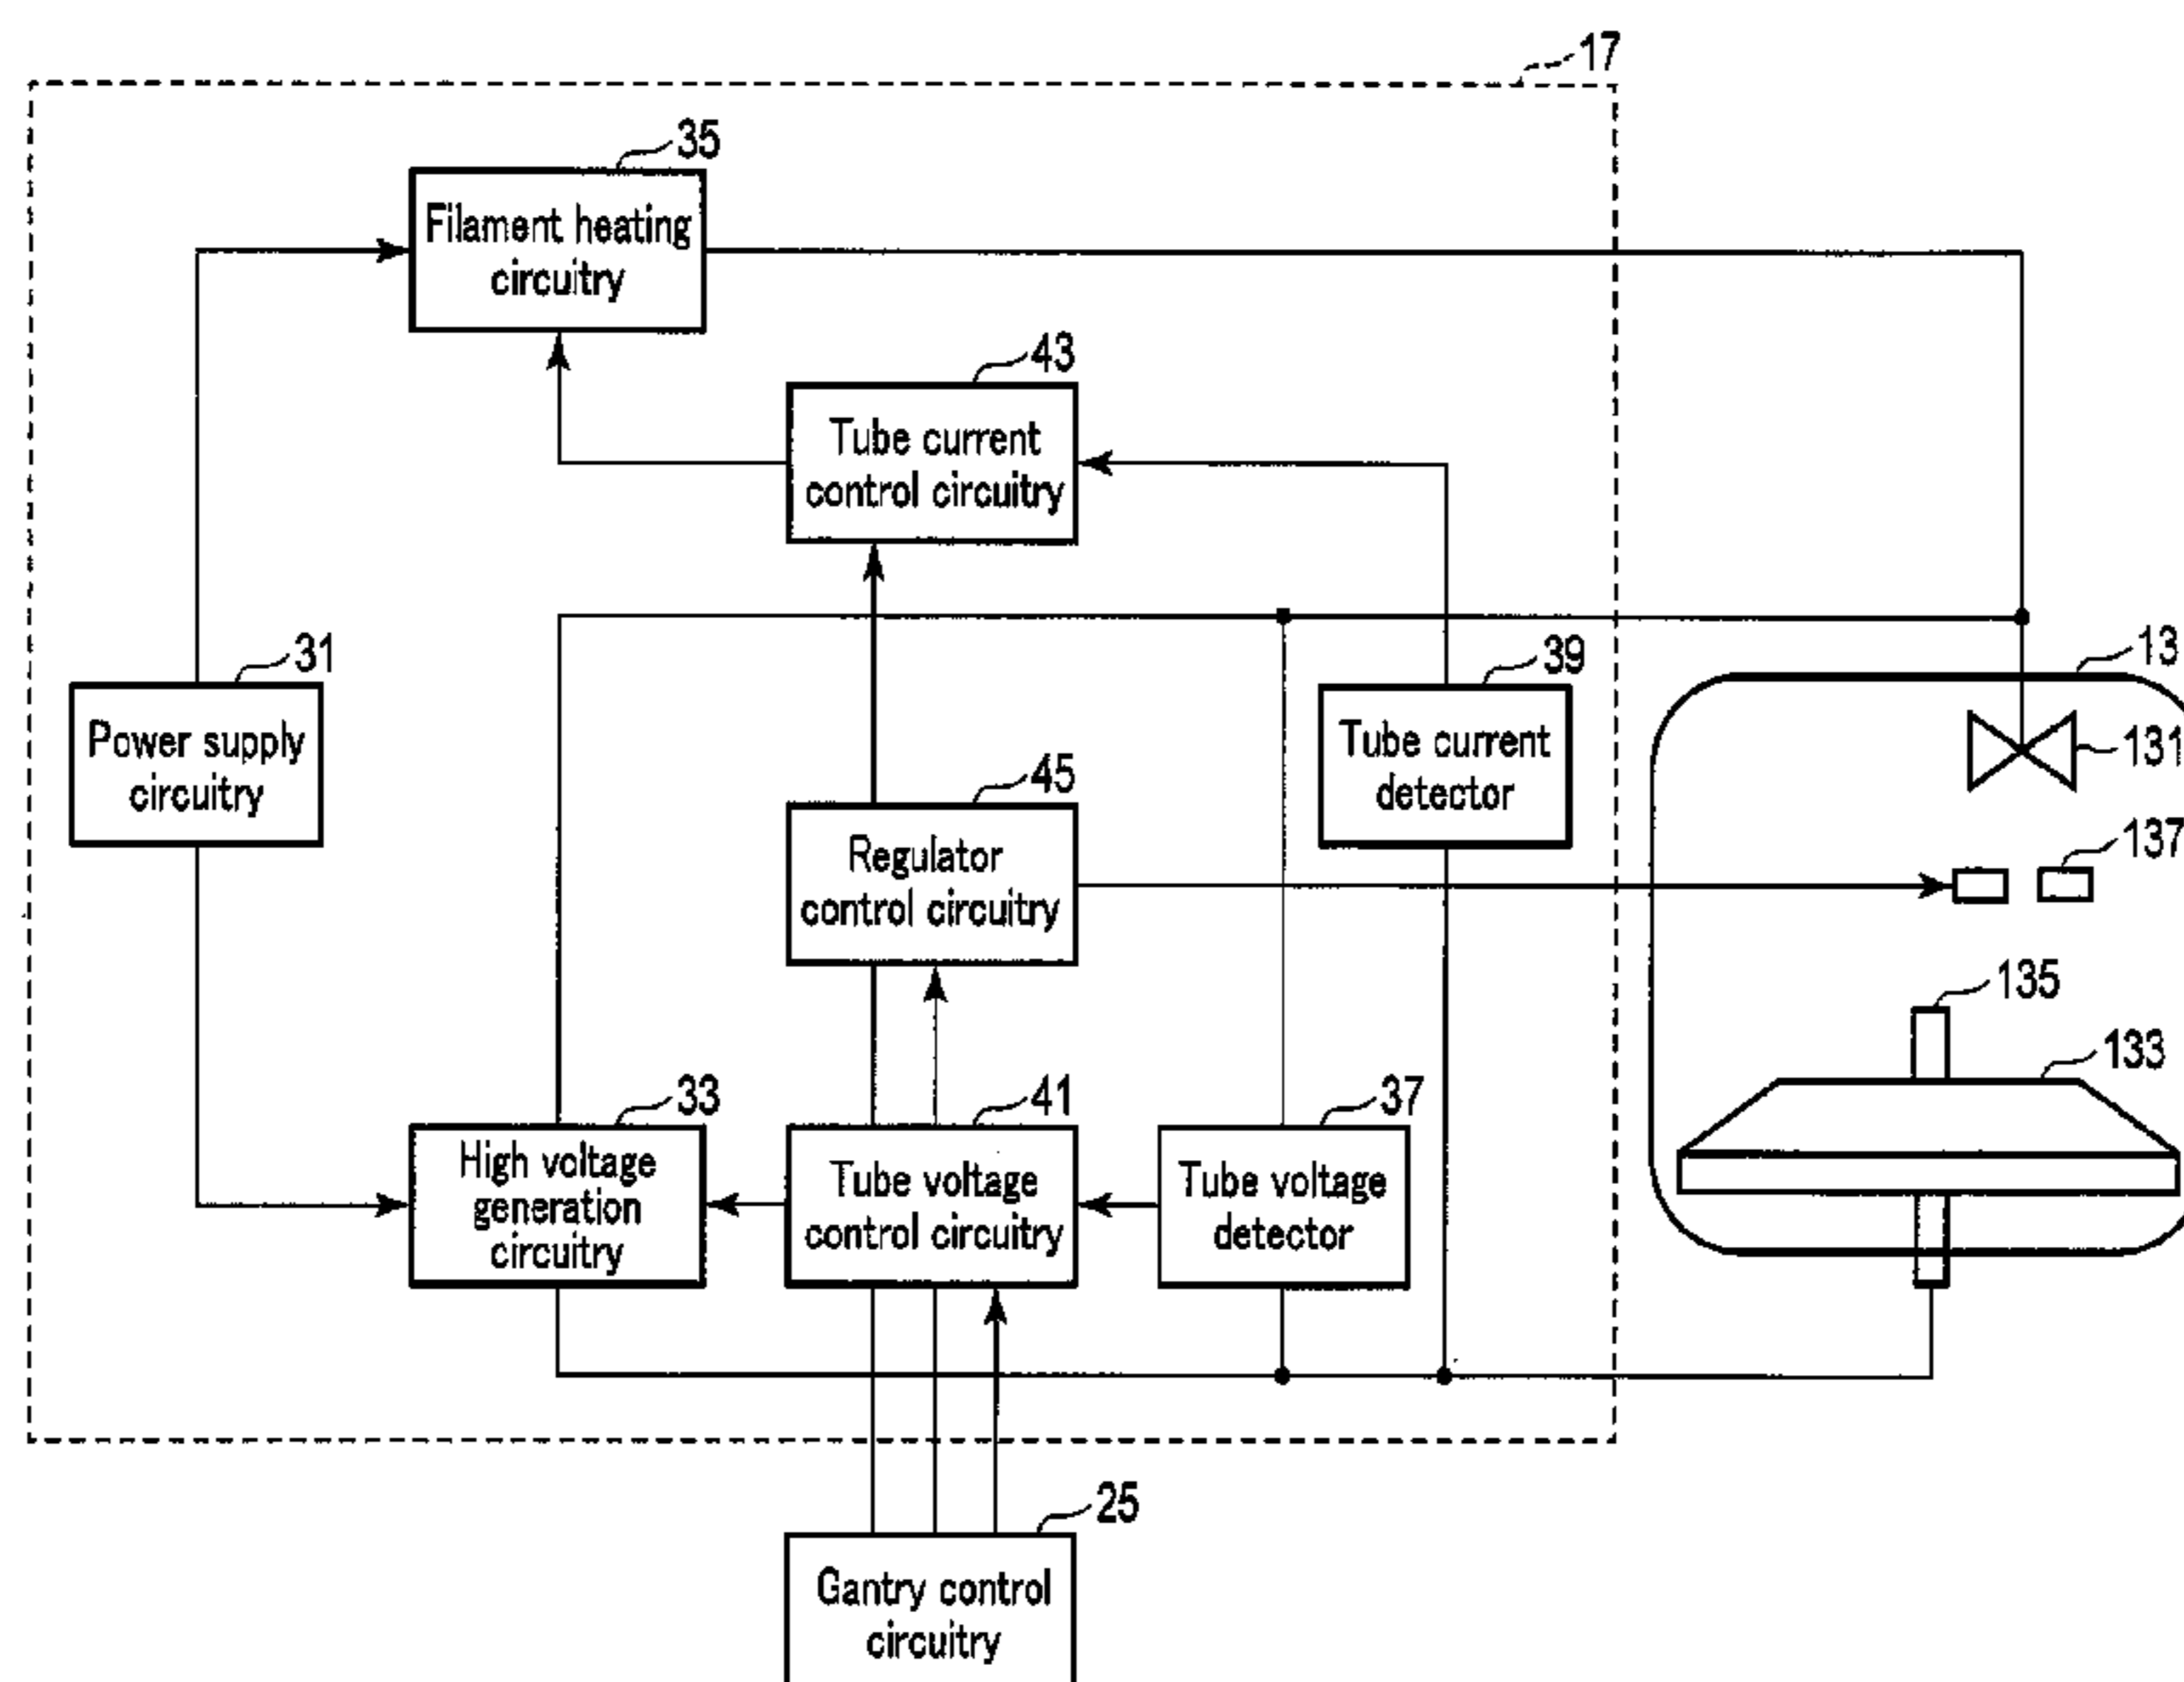 17
35
Filament heating
circuitry
43
Tube current
control circuitry
31
Power supply
circuitry
39
Tube current
detector
13
131
137
45
Regulator
control circuitry
135
133
33
High voltage
generation
circuitry
41
Tube voltage
control circuitry
37
Tube voltage
detector
25
Gantry control
circuitry